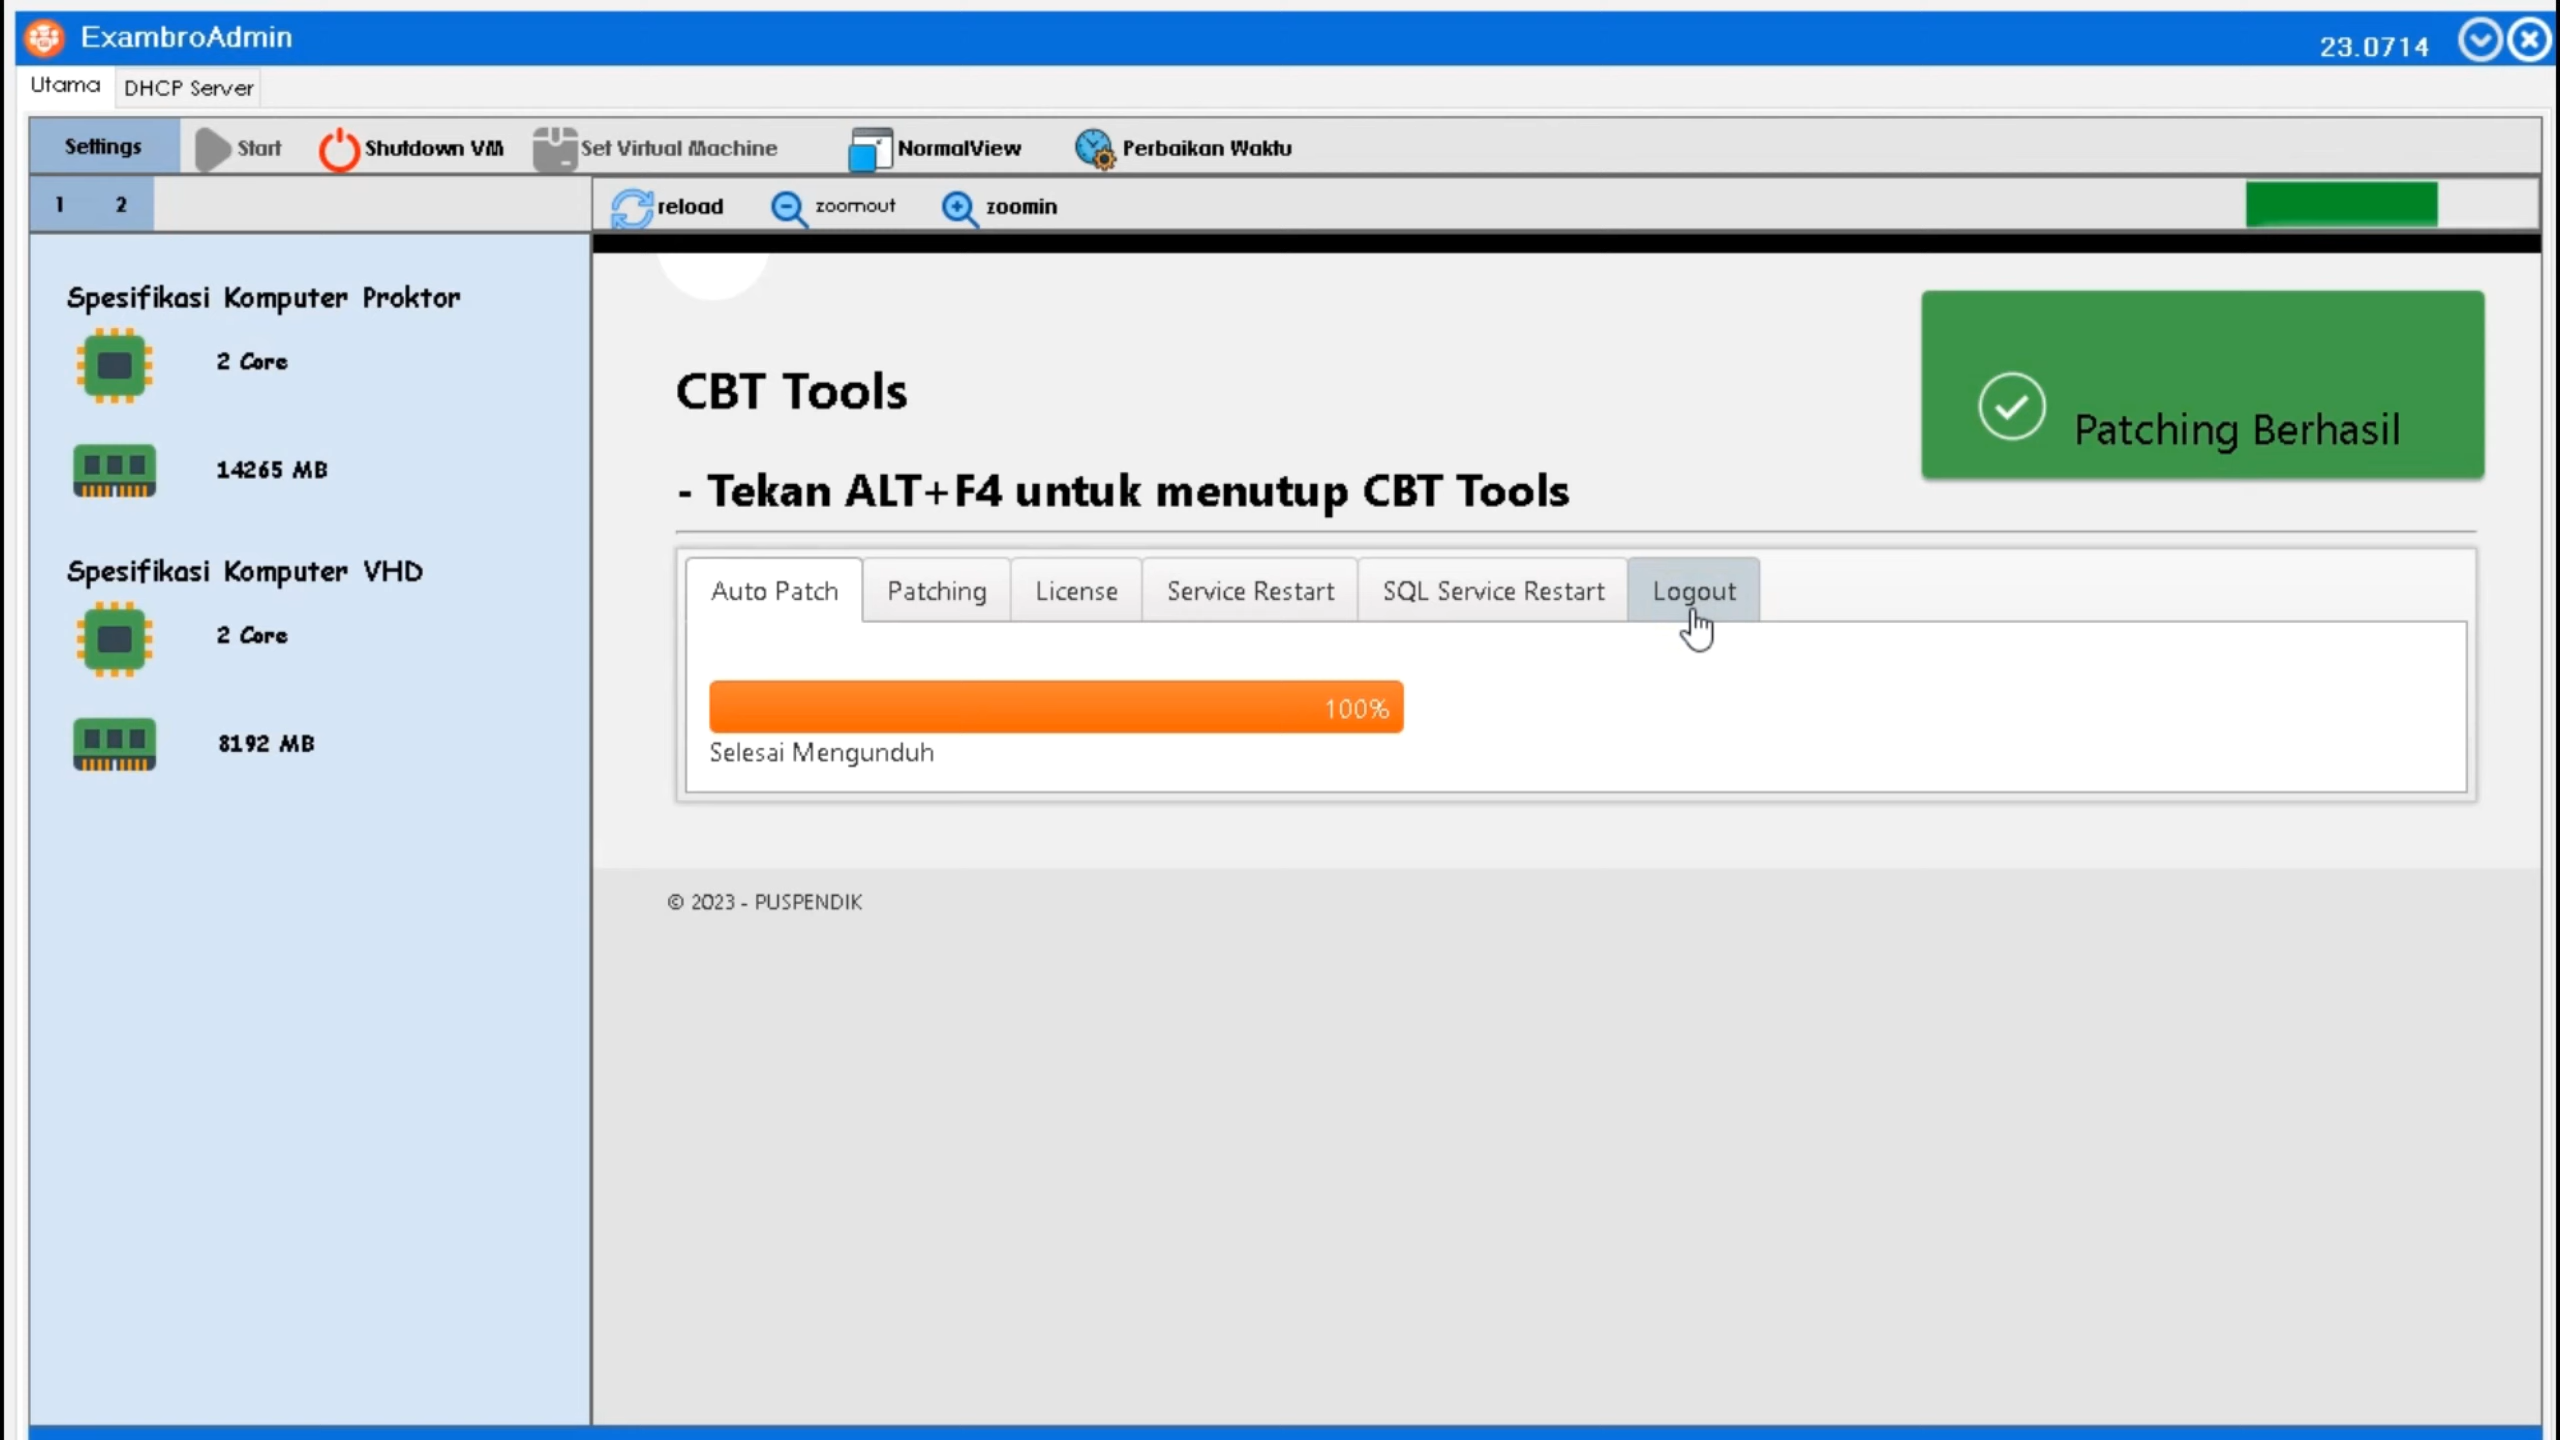 ExambroAdmin
23.0714
Utama DHCP Server
Settings Start Shutdown VM Set Virtual Machine NormalView Perbaikan Waktu
1 2
reload zoomout zoomin
Spesifikasi Komputer Proktor
2 Core
14265 MB
Spesifikasi Komputer VHD
2 Core
8192 MB
CBT Tools
Patching Berhasil
- Tekan ALT+F4 untuk menutup CBT Tools
Auto Patch Patching License Service Restart SQL Service Restart Logout
100%
Selesai Mengunduh
© 2023 - PUSPENDIK